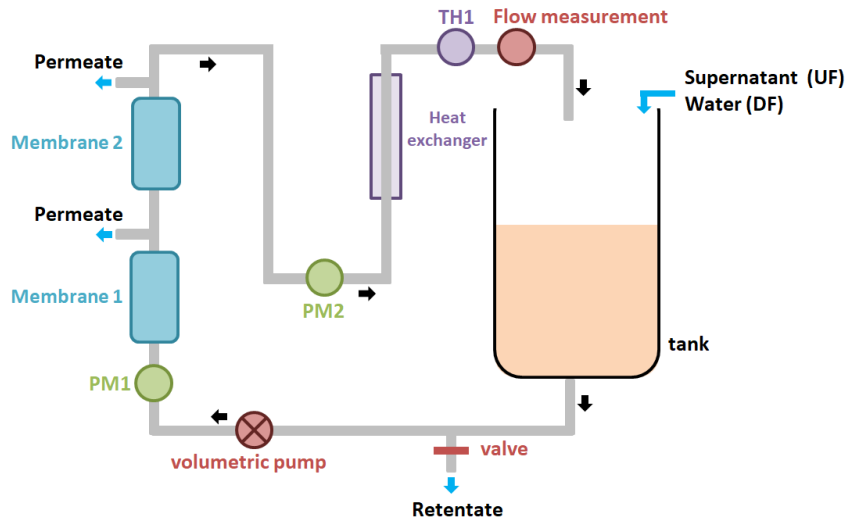 TH1
Flow measurement
Permeate
Supernatant (UF)
Water (DF)
Heat
exchanger
Membrane 2
Permeate
Membrane 1
PM2
tank
PM1
volumetric pump
valve
Retentate